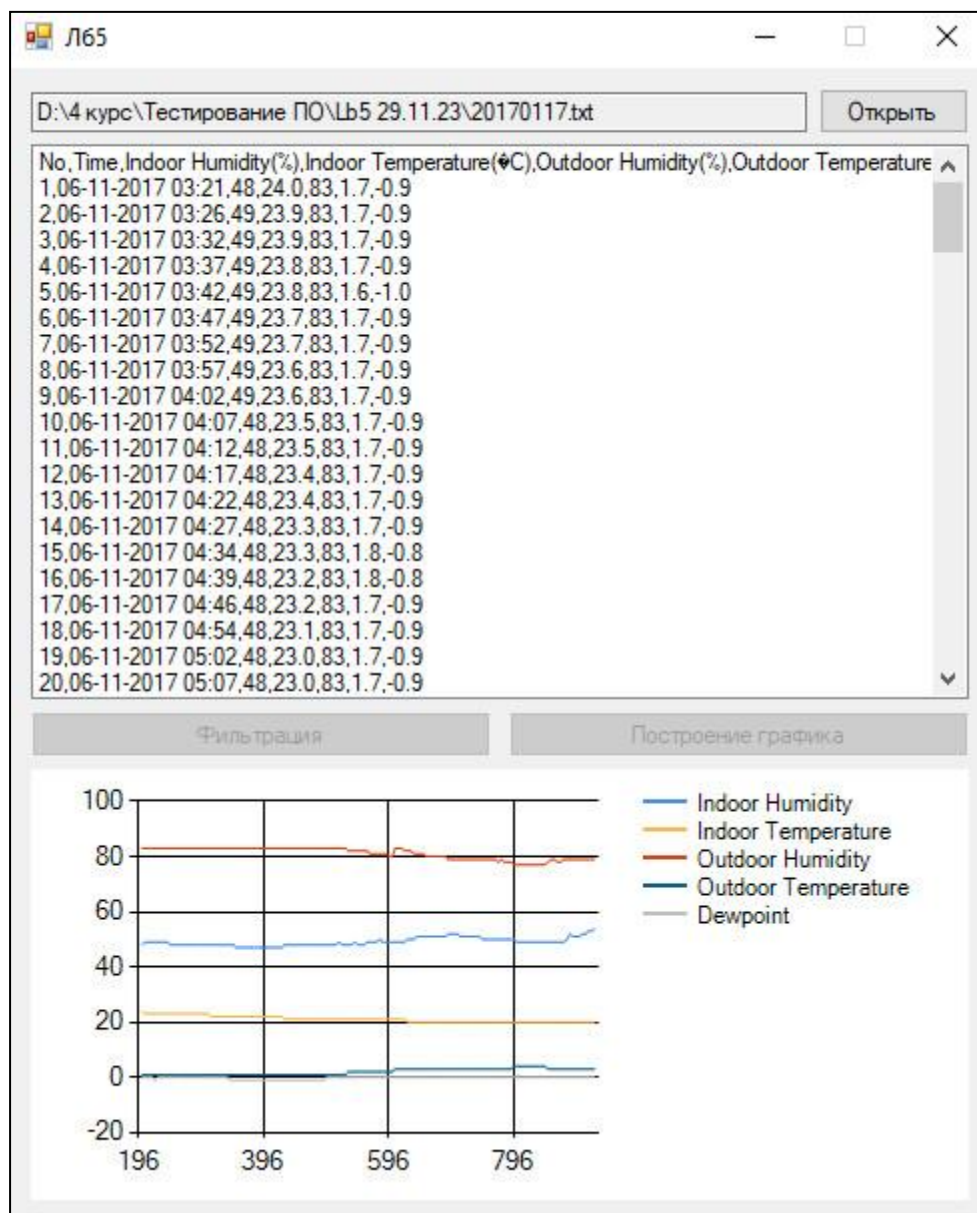 Лб5
D:\4 курс\Тестирование ПО\Lb5 29.11.23\20170117.txt
Открыть
No,Time,Indoor Humidity(%),Indoor Temperature(�C),Outdoor Humidity(%),Outdoor Temperature
1,06-11-2017 03:21,48,24.0,83,1.7,-0.9
2,06-11-2017 03:26,49,23.9,83,1.7,-0.9
3,06-11-2017 03:32,49,23.9,83,1.7,-0.9
4,06-11-2017 03:37,49,23.8,83,1.7,-0.9
5,06-11-2017 03:42,49,23.8,83,1.6,-1.0
6,06-11-2017 03:47,49,23.7,83,1.7,-0.9
7,06-11-2017 03:52,49,23.7,83,1.7,-0.9
8,06-11-2017 03:57,49,23.6,83,1.7,-0.9
9,06-11-2017 04:02,49,23.6,83,1.7,-0.9
10,06-11-2017 04:07,48,23.5,83,1.7,-0.9
11,06-11-2017 04:12,48,23.5,83,1.7,-0.9
12,06-11-2017 04:17,48,23.4,83,1.7,-0.9
13,06-11-2017 04:22,48,23.4,83,1.7,-0.9
14,06-11-2017 04:27,48,23.3,83,1.7,-0.9
15,06-11-2017 04:34,48,23.3,83,1.8,-0.8
16,06-11-2017 04:39,48,23.2,83,1.8,-0.8
17,06-11-2017 04:46,48,23.2,83,1.7,-0.9
18,06-11-2017 04:54,48,23.1,83,1.7,-0.9
19,06-11-2017 05:02,48,23.0,83,1.7,-0.9
20,06-11-2017 05:07,48,23.0,83,1.7,-0.9
Фильтрация
Построение графика
100
80
60
40
20
0
-20
196 396 596 796
Indoor Humidity
Indoor Temperature
Outdoor Humidity
Outdoor Temperature
Dewpoint